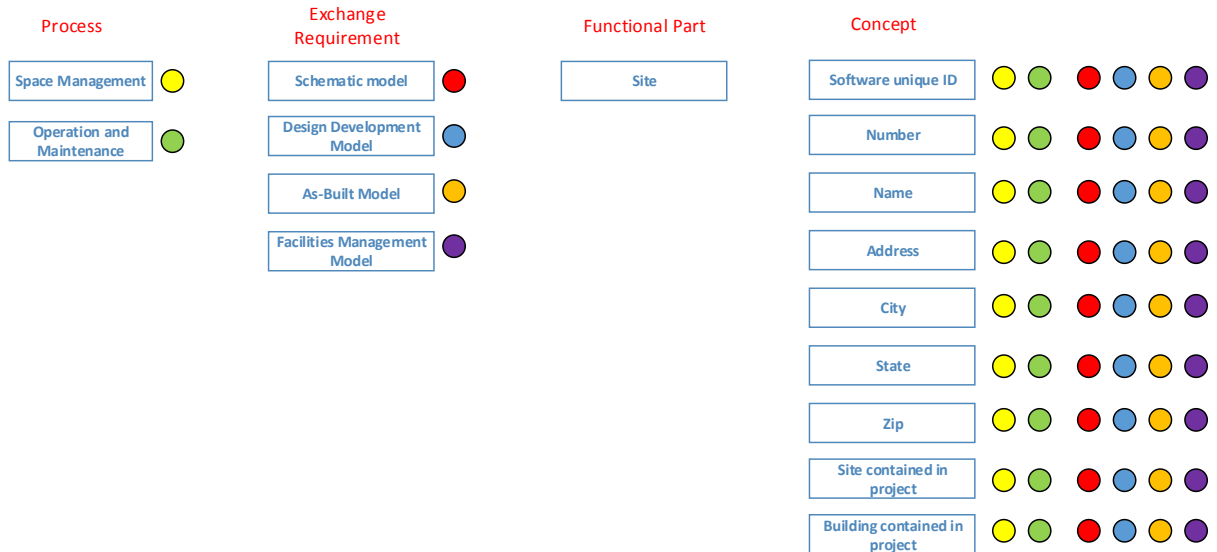 Process
Space Management
Operation and
Maintenance
Exchange
Requirement
Schematic model
Design Development
Model
As-Built Model
Facilities Management
Model
Functional Part
Site
Concept
Software unique ID
Number
Name
Address
City
State
Zip
Site contained in
project
Building contained in
project